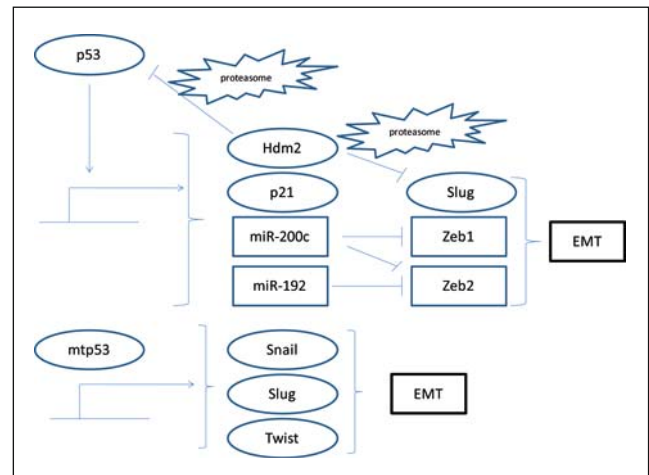 p53
proteasome
proteasome
Hdm2
p21
Slug
miR-200c
Zeb1
EMT
miR-192
Zeb2
mtp53
Snail
Slug
EMT
Twist